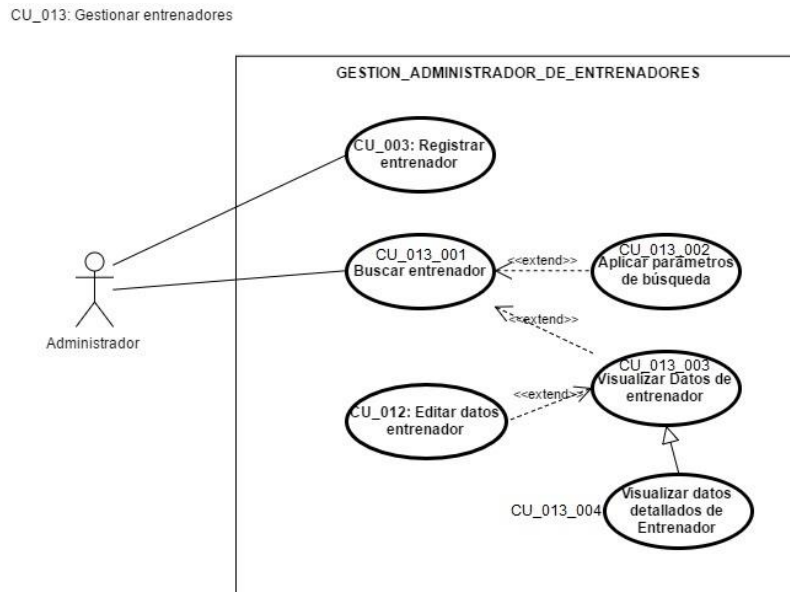 CU_013: Gestionar entrenadores
GESTION_ADMINISTRADOR_DE_ENTRENADORES
CU_003: Registrar
entrenador
CU_013_001
Buscar entrenador
<<extend>>
CU_013_002
Aplicar parámetros
de búsqueda
Administrador
<<extend>>
CU_013_003
Visualizar Datos de
entrenador
<<extend>>
CU_012: Editar datos
entrenador
CU_013_004
Visualizar datos
detallados de
Entrenador